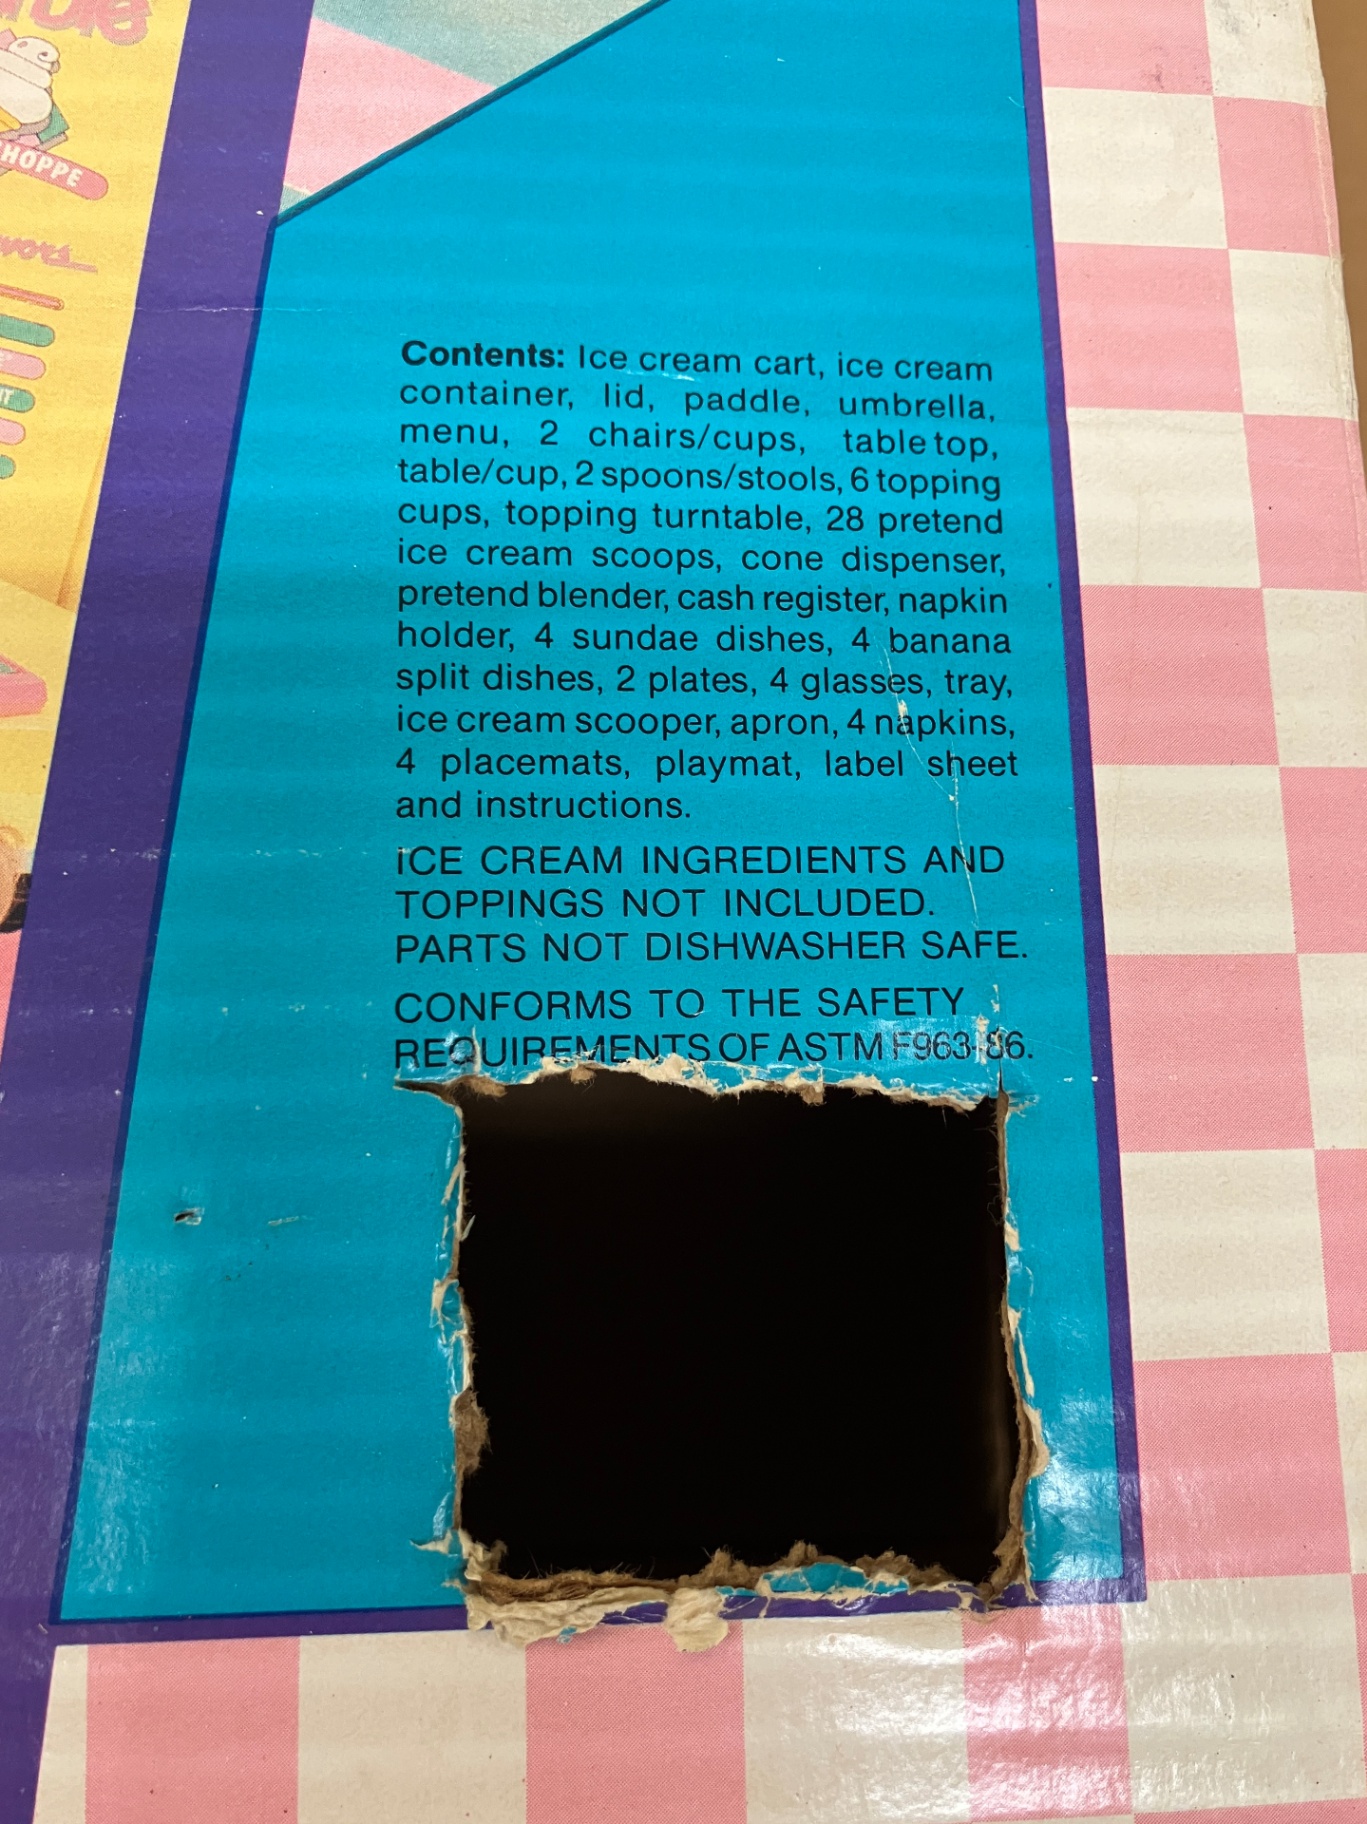 HOPPE
Contents: Ice cream cart, ice cream
container, lid, paddle, umbrella,
menu, 2 chairs/cups, table top,
table/cup, 2 spoons/stools, 6 topping
cups, topping turntable, 28 pretend
ice cream scoops, cone dispenser,
pretend blender, cash register, napkin
holder, 4 sundae dishes, 4 banana
split dishes, 2 plates, 4 glasses, tray,
ice cream scooper, apron, 4 napkins,
4 placemats, playmat, label sheet
and instructions.
ICE CREAM INGREDIENTS AND
TOPPINGS NOT INCLUDED.
PARTS NOT DISHWASHER SAFE.
CONFORMS TO THE SAFETY
REQUIREMENTS OF ASTM F963-86.